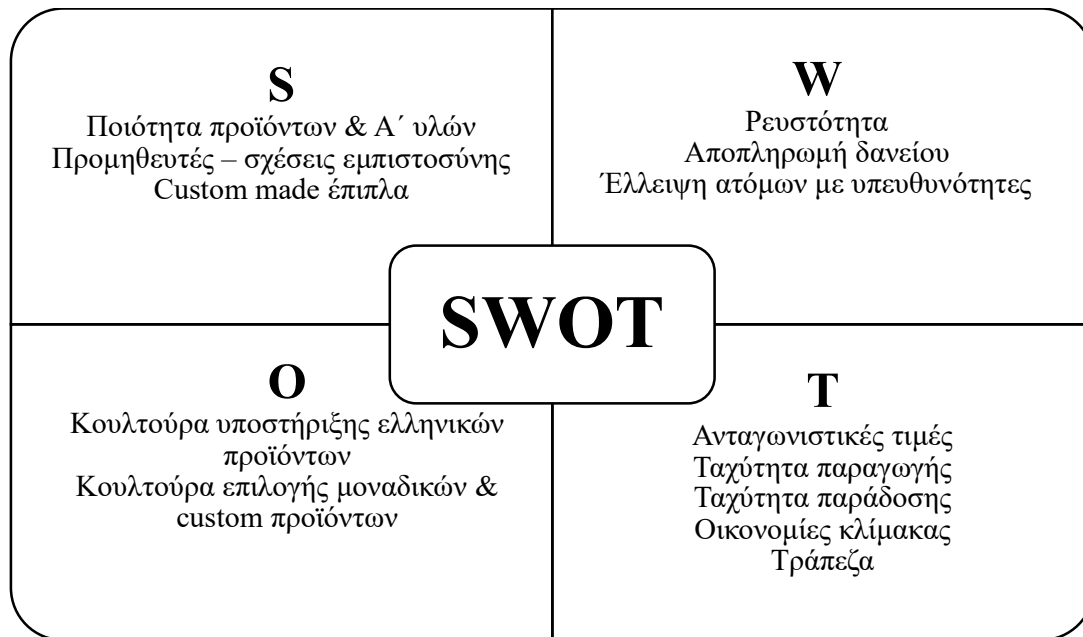 S
Ποιότητα προϊόντων & Α΄ υλών
Προμηθευτές – σχέσεις εμπιστοσύνης
Custom made έπιπλα
W
Ρευστότητα
Αποπληρωμή δανείου
Έλλειψη ατόμων με υπευθυνότητες
SWOT
O
Κουλτούρα υποστήριξης ελληνικών
προϊόντων
Κουλτούρα επιλογής μοναδικών &
custom προϊόντων
T
Ανταγωνιστικές τιμές
Ταχύτητα παραγωγής
Ταχύτητα παράδοσης
Οικονομίες κλίμακας
Τράπεζα